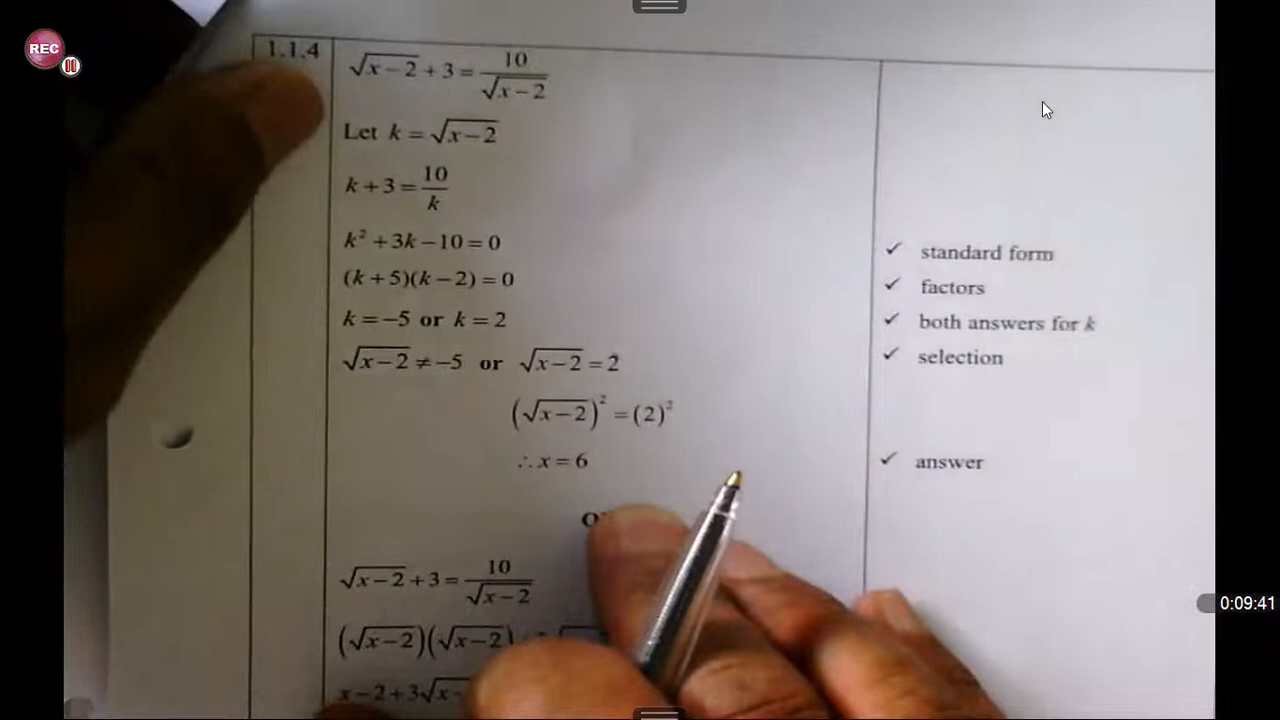 REC
1.1.4
√(x−2) + 3 = 10/√(x−2)
Let k = √(x−2)
k + 3 = 10/k
k² + 3k − 10 = 0
✓ standard form
(k + 5)(k − 2) = 0
✓ factors
k = −5 or k = 2
✓ both answers for k
√(x−2) ≠ −5 or √(x−2) = 2
✓ selection
(√(x−2))² = (2)²
∴ x = 6
✓ answer
√(x−2) + 3 = 10/√(x−2)
(√(x−2))(√(x−2))
x − 2 + 3√x −
0:09:41